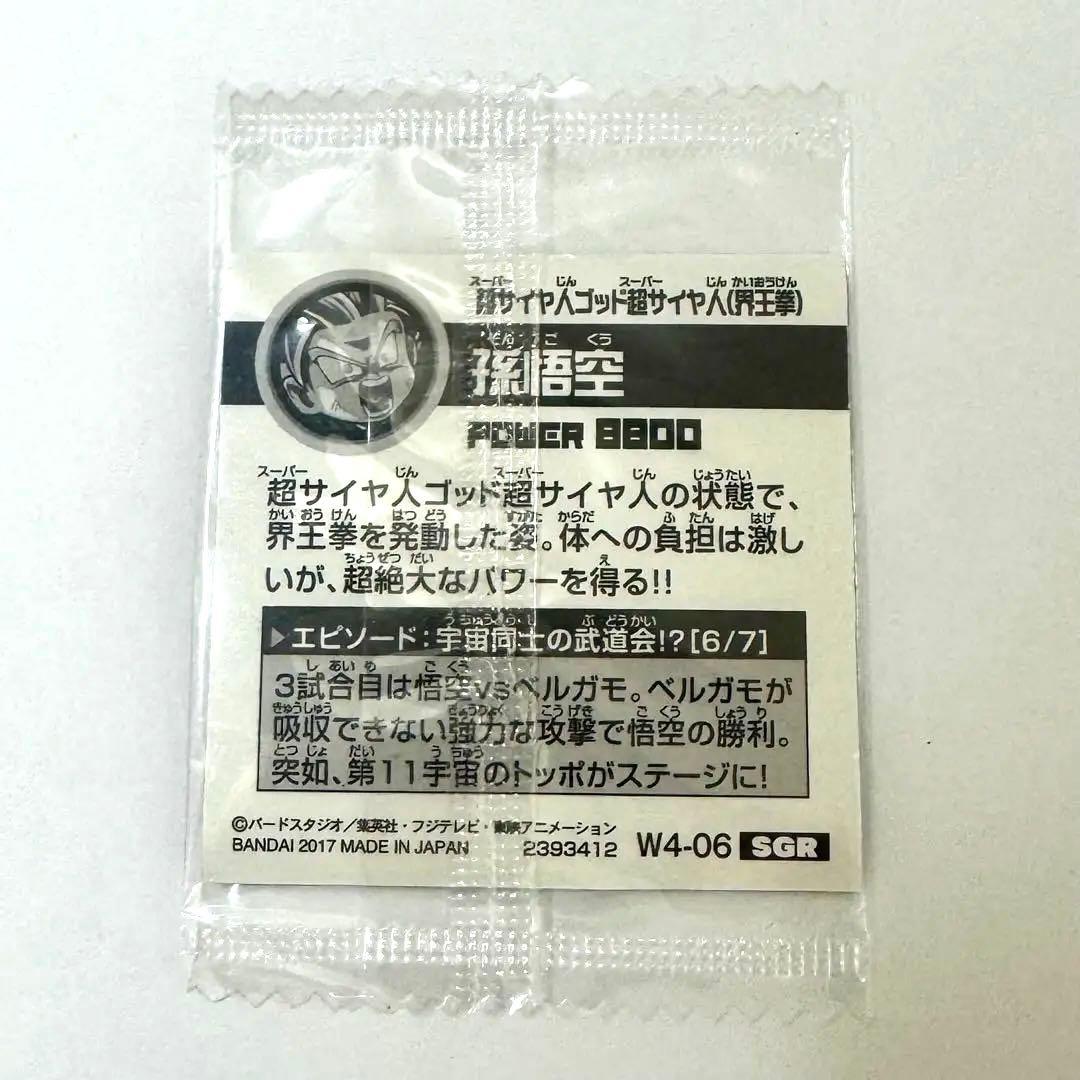 超サイヤ人ゴッド超サイヤ人(界王拳)
孫悟空
POWER 8800
超サイヤ人ゴッド超サイヤ人の状態で、
界王拳を発動した姿。体への負担は激し
いが、超絶大なパワーを得る!!
▶エピソード:宇宙同士の武道会!?[6/7]
3試合目は悟空vsベルガモ。ベルガモが
吸収できない強力な攻撃で悟空の勝利。
突如、第11宇宙のトッポがステージに!
©バードスタジオ/集英社・フジテレビ・東映アニメーション
BANDAI 2017 MADE IN JAPAN 2393412 W4-06 SGR